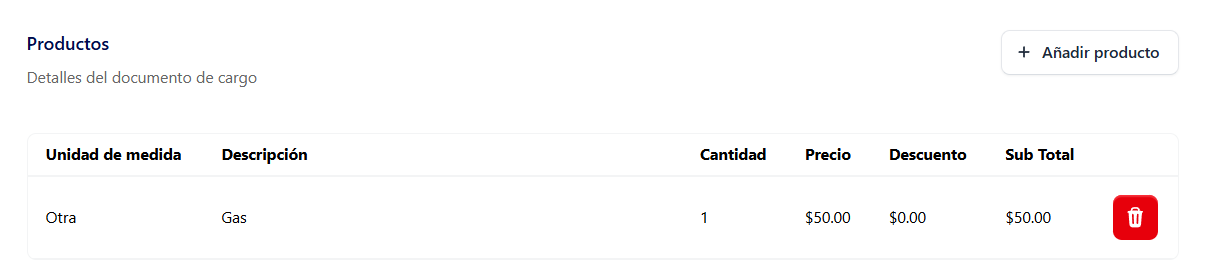 Productos
+ Añadir producto
Detalles del documento de cargo
Unidad de medida Descripción Cantidad Precio Descuento Sub Total
Otra Gas 1 $50.00 $0.00 $50.00